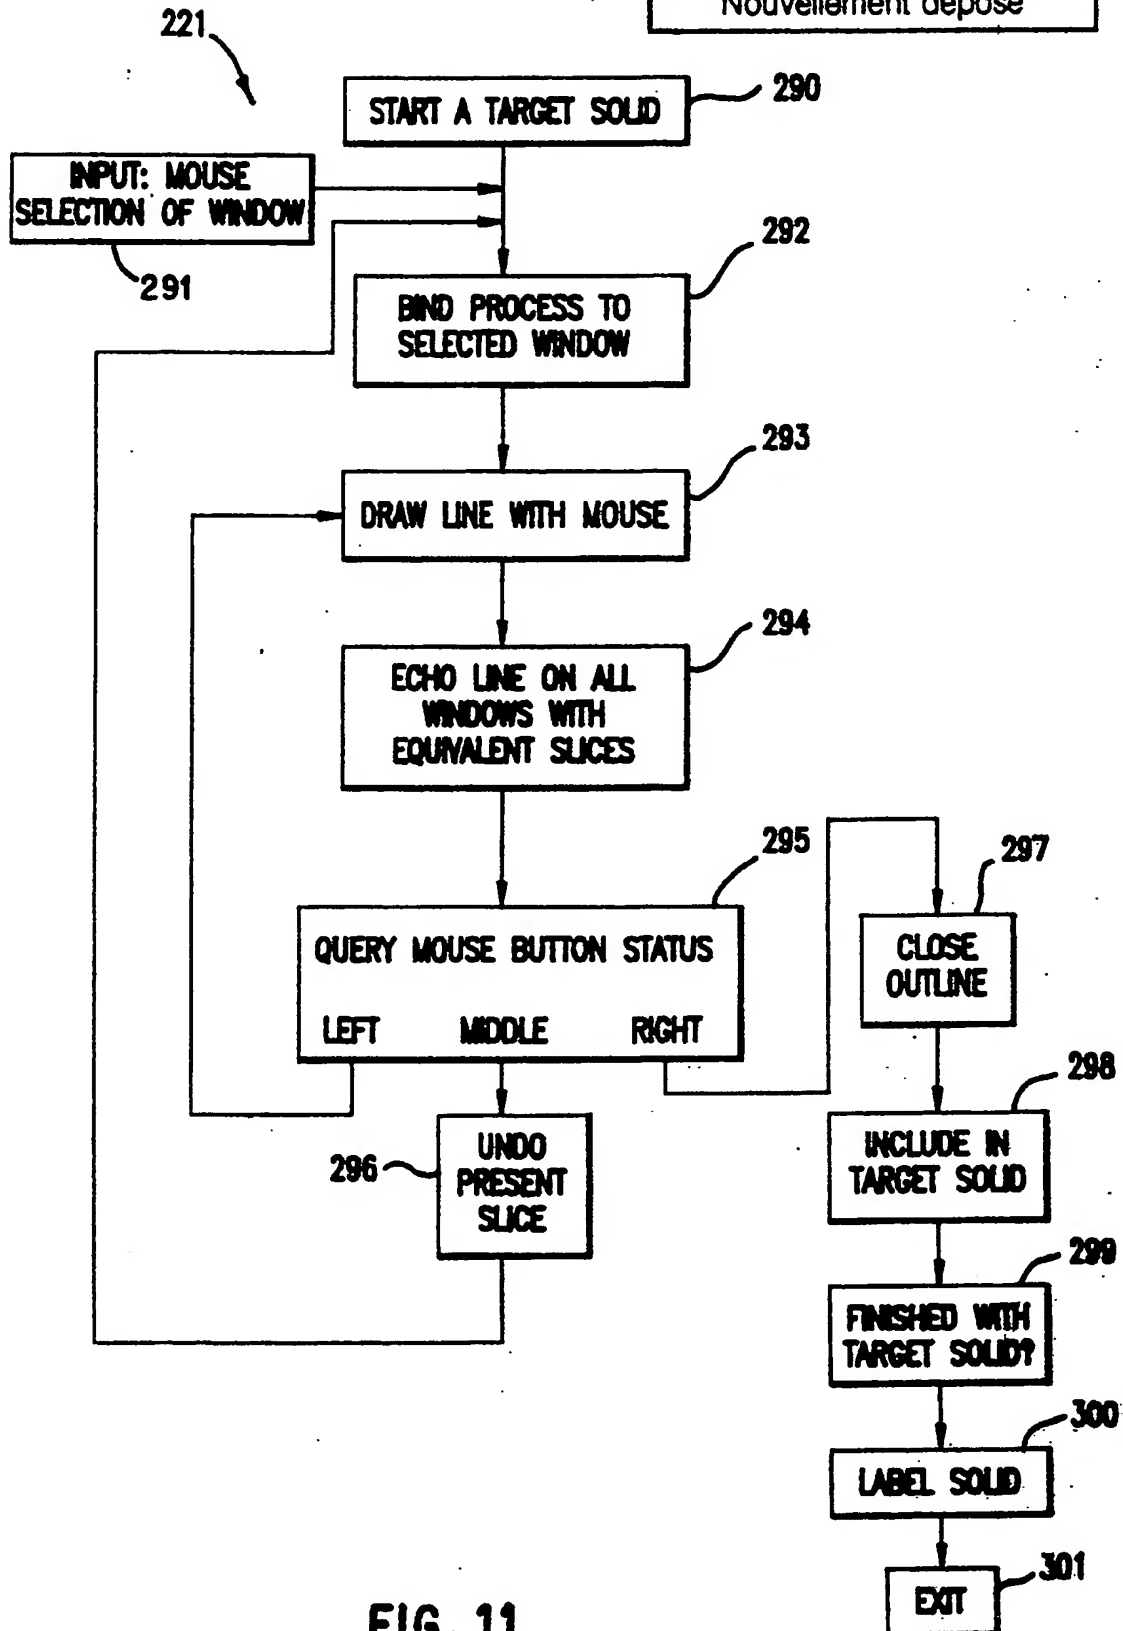 Nouvellement déposé
221
START A TARGET SOLID
290
INPUT: MOUSE
SELECTION OF WINDOW
291
292
BIND PROCESS TO
SELECTED WINDOW
293
DRAW LINE WITH MOUSE
294
ECHO LINE ON ALL
WINDOWS WITH
EQUIVALENT SLICES
295
QUERY MOUSE BUTTON STATUS
LEFT MIDDLE RIGHT
296
UNDO
PRESENT
SLICE
297
CLOSE
OUTLINE
298
INCLUDE IN
TARGET SOLID
299
FINISHED WITH
TARGET SOLID?
300
LABEL SOLID
301
EXIT
FIG. 11